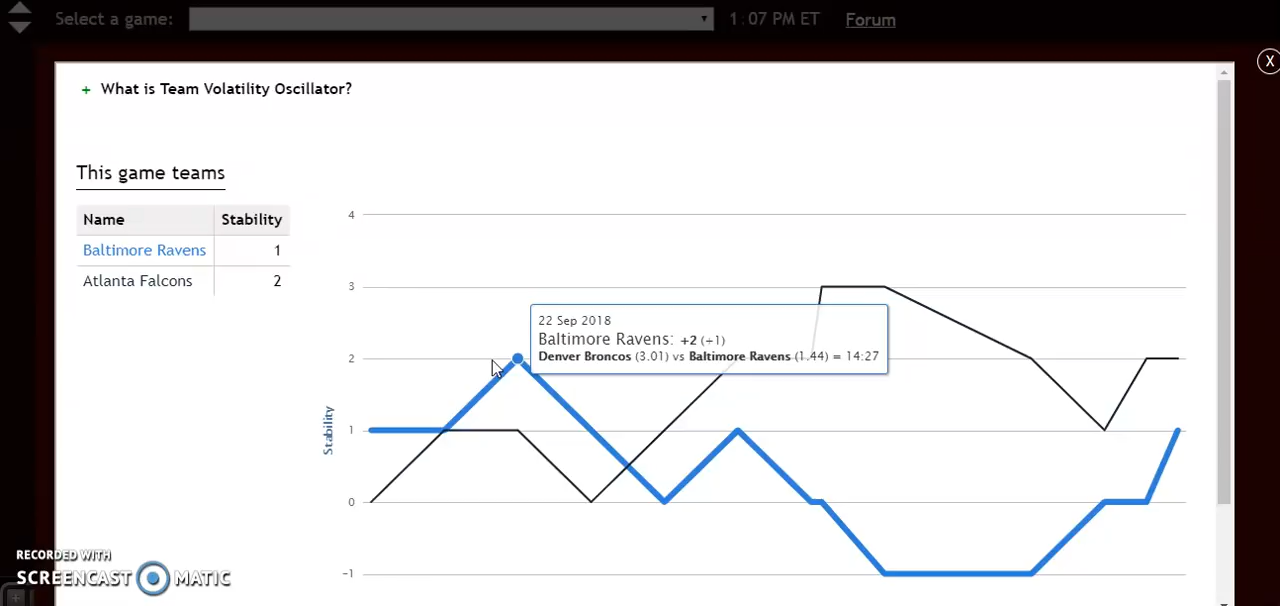 Select a game: 1:07 PM ET Forum
X
+ What is Team Volatility Oscillator?
This game teams
Name Stability
Baltimore Ravens 1
Atlanta Falcons 2
Stability
4
3
2
1
0
-1
22 Sep 2018
Baltimore Ravens: +2 (+1)
Denver Broncos (3.01) vs Baltimore Ravens (1.44) = 14:27
RECORDED WITH
SCREENCAST MATIC